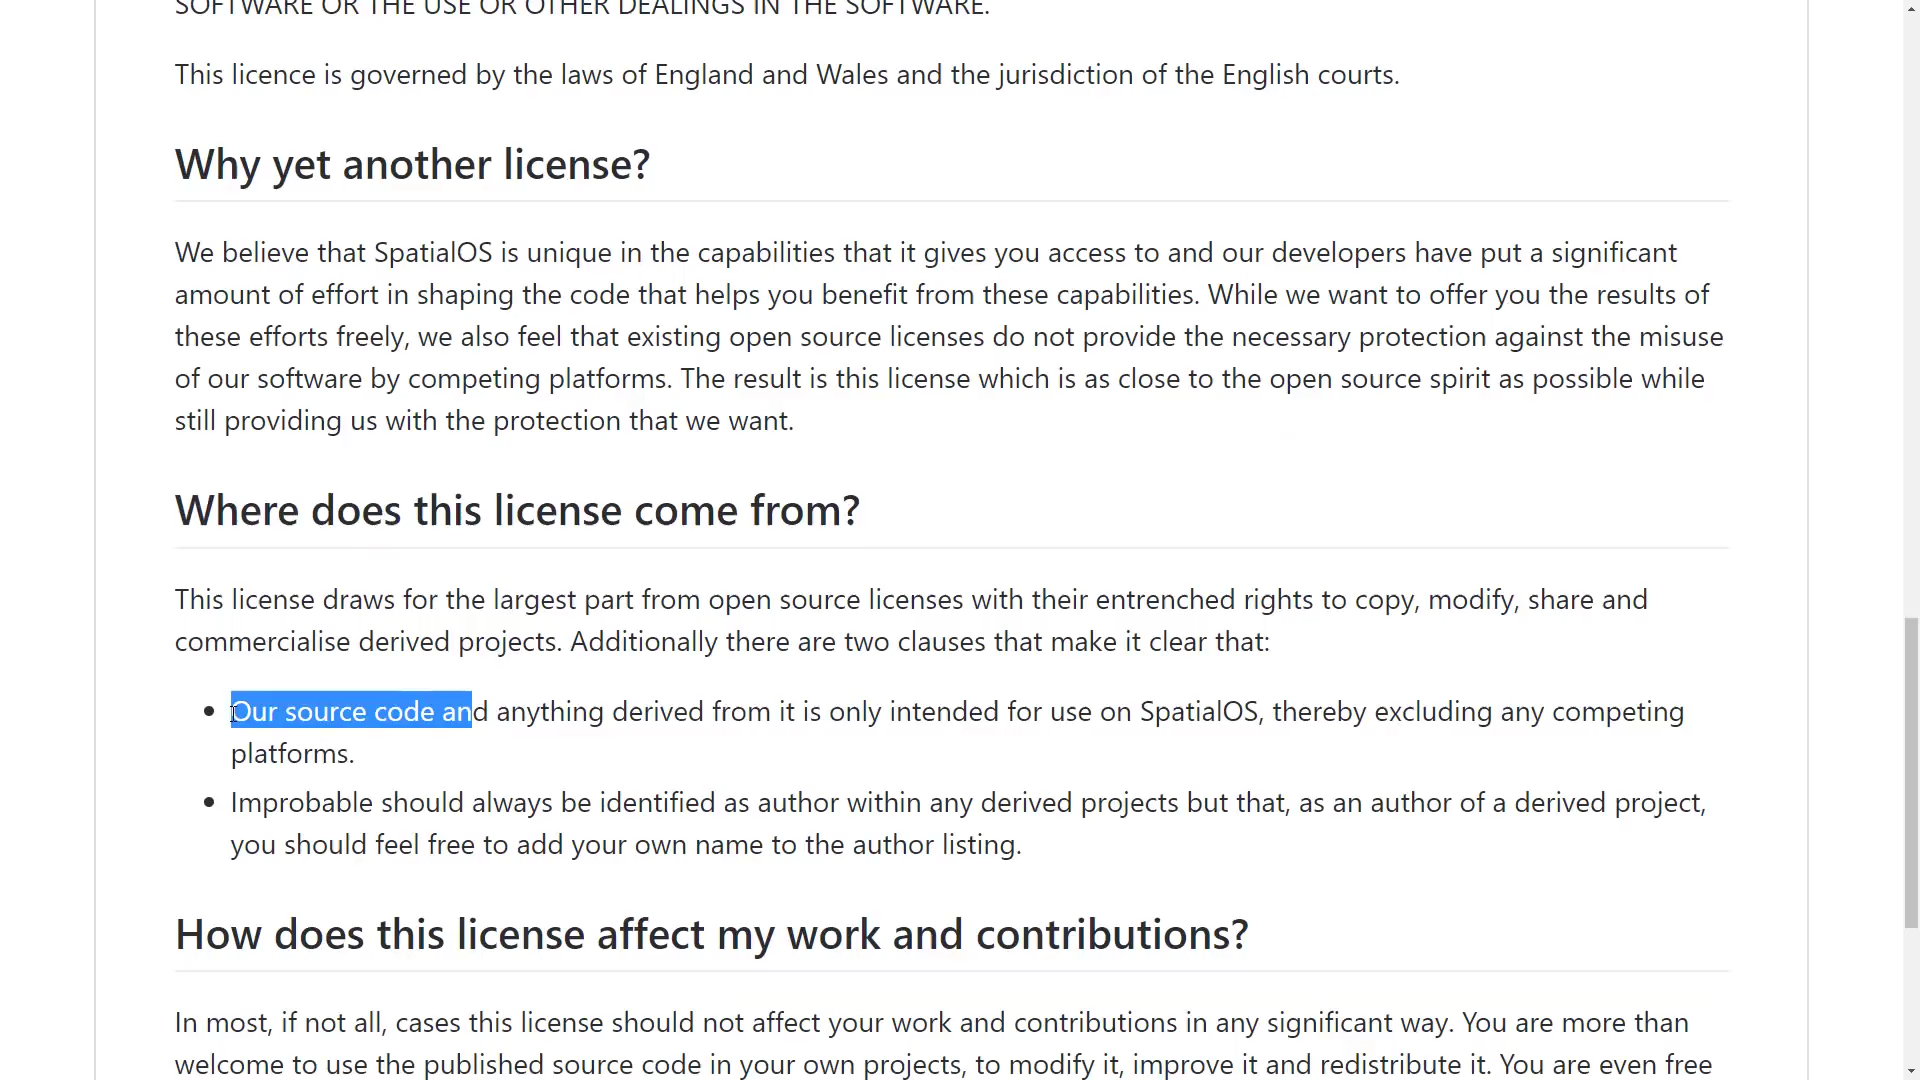 SOFTWARE OR THE USE OR OTHER DEALINGS IN THE SOFTWARE.
This licence is governed by the laws of England and Wales and the jurisdiction of the English courts.
Why yet another license?
We believe that SpatialOS is unique in the capabilities that it gives you access to and our developers have put a significant
amount of effort in shaping the code that helps you benefit from these capabilities. While we want to offer you the results of
these efforts freely, we also feel that existing open source licenses do not provide the necessary protection against the misuse
of our software by competing platforms. The result is this license which is as close to the open source spirit as possible while
still providing us with the protection that we want.
Where does this license come from?
This license draws for the largest part from open source licenses with their entrenched rights to copy, modify, share and
commercialise derived projects. Additionally there are two clauses that make it clear that:
• Our source code and anything derived from it is only intended for use on SpatialOS, thereby excluding any competing
platforms.
• Improbable should always be identified as author within any derived projects but that, as an author of a derived project,
you should feel free to add your own name to the author listing.
How does this license affect my work and contributions?
In most, if not all, cases this license should not affect your work and contributions in any significant way. You are more than
welcome to use the published source code in your own projects, to modify it, improve it and redistribute it. You are even free